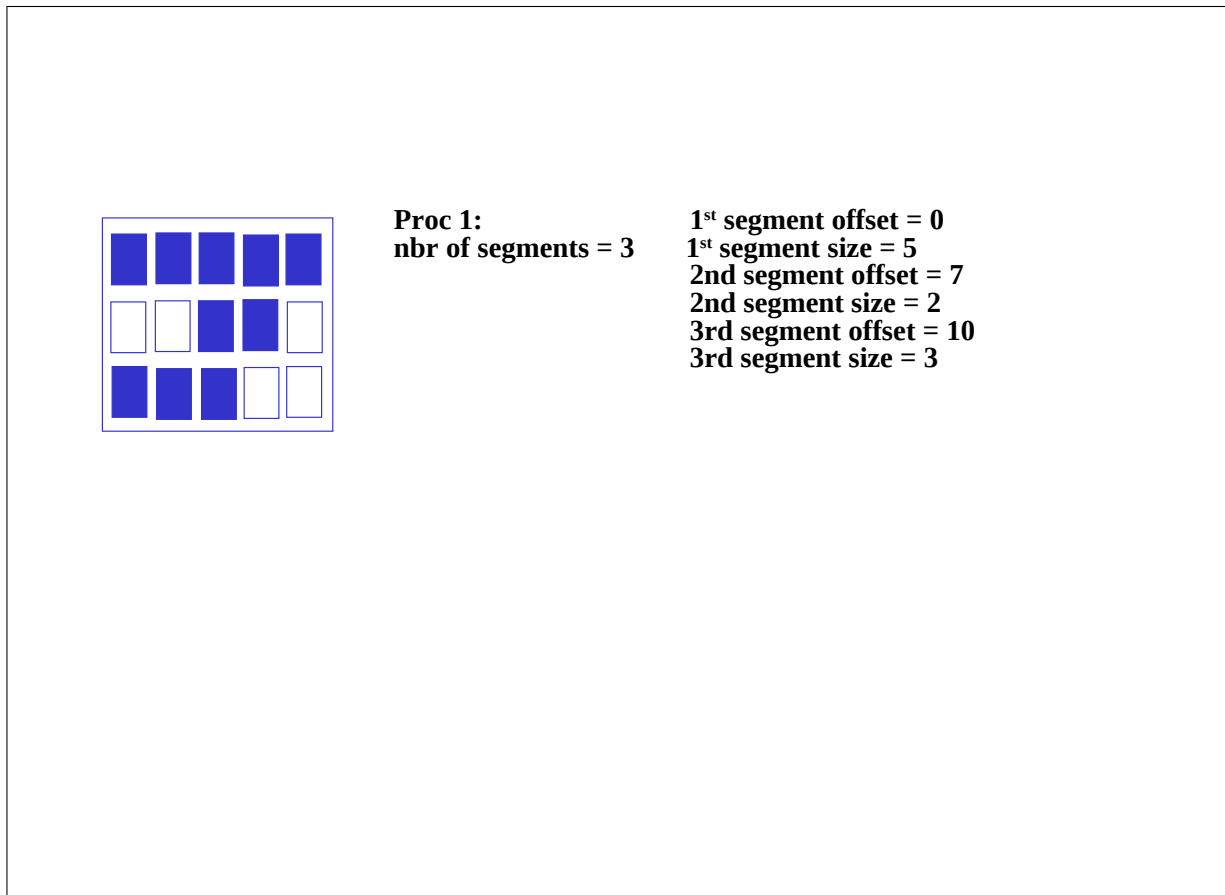 Proc 1:
nbr of segments = 3
1st segment offset = 0
1st segment size = 5
2nd segment offset = 7
2nd segment size = 2
3rd segment offset = 10
3rd segment size = 3